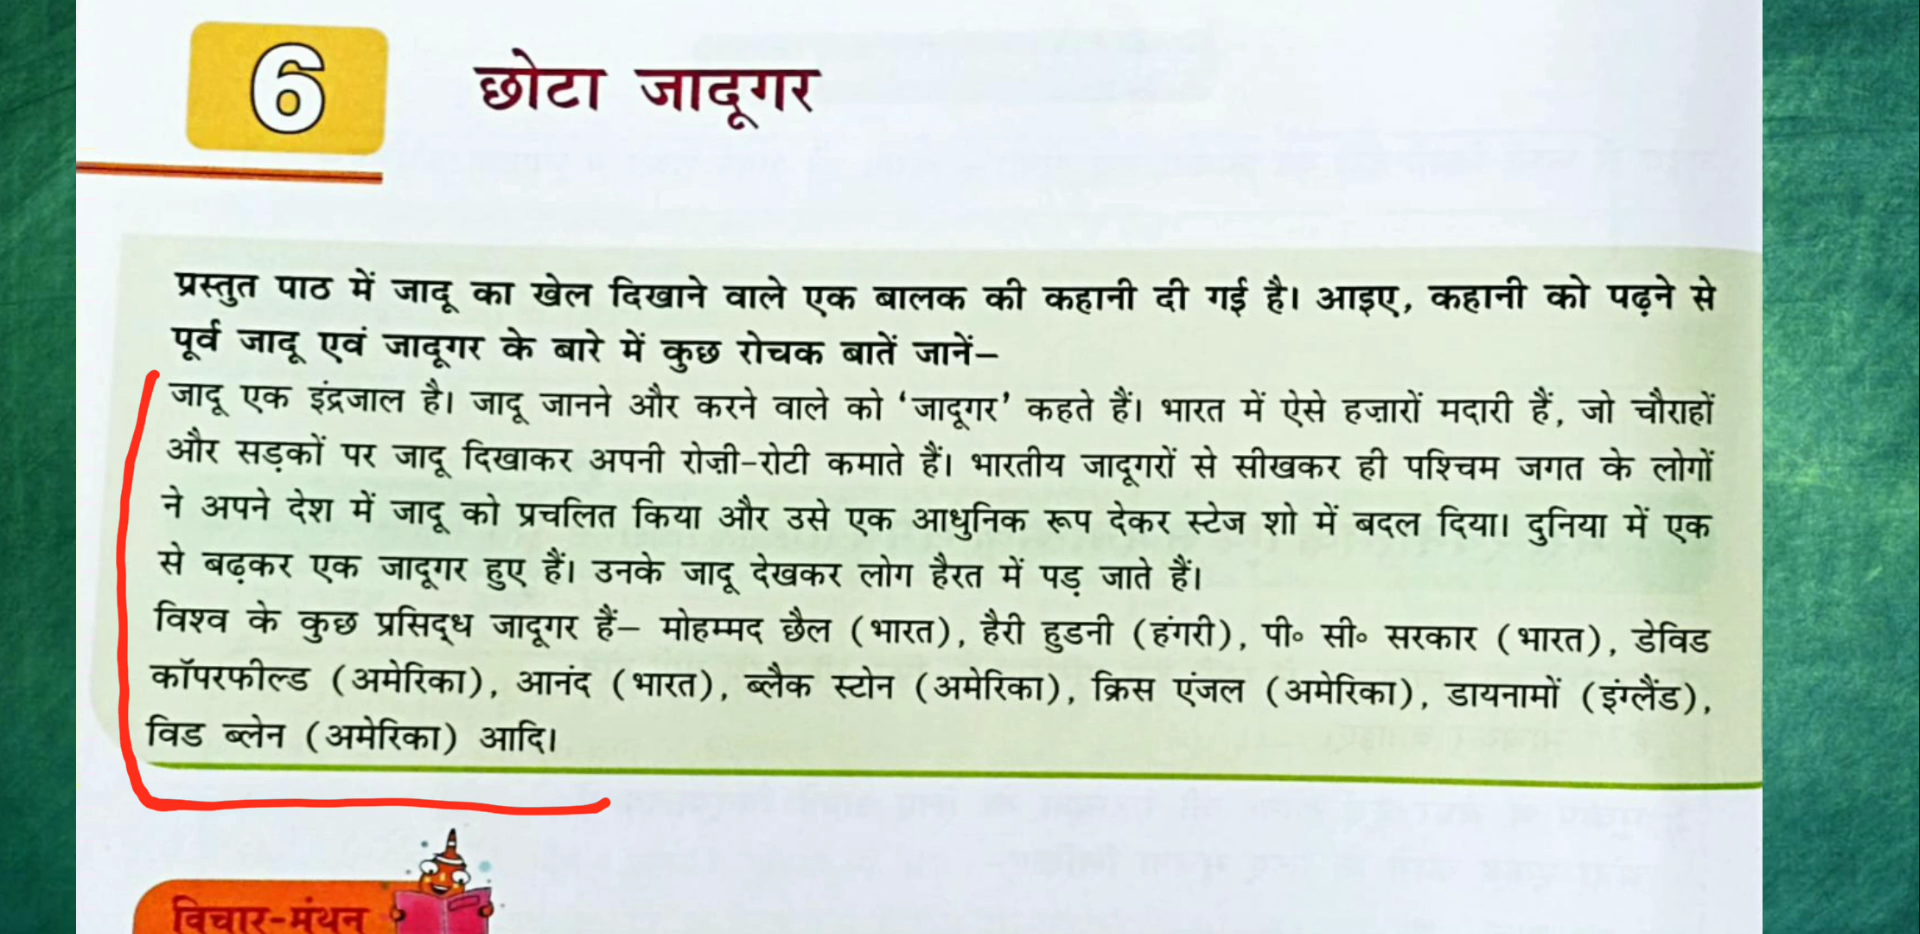 6
छोटा जादूगर
प्रस्तुत पाठ में जादू का खेल दिखाने वाले एक बालक की कहानी दी गई है। आइए, कहानी को पढ़ने से
पूर्व जादू एवं जादूगर के बारे में कुछ रोचक बातें जानें–
जादू एक इंद्रजाल है। जादू जानने और करने वाले को ‘जादूगर’ कहते हैं। भारत में ऐसे हज़ारों मदारी हैं, जो चौराहों
और सड़कों पर जादू दिखाकर अपनी रोज़ी-रोटी कमाते हैं। भारतीय जादूगरों से सीखकर ही पश्चिम जगत के लोगों
ने अपने देश में जादू को प्रचलित किया और उसे एक आधुनिक रूप देकर स्टेज शो में बदल दिया। दुनिया में एक
से बढ़कर एक जादूगर हुए हैं। उनके जादू देखकर लोग हैरत में पड़ जाते हैं।
विश्व के कुछ प्रसिद्ध जादूगर हैं– मोहम्मद छैल (भारत), हैरी हुडनी (हंगरी), पी॰ सी॰ सरकार (भारत), डेविड
कॉपरफील्ड (अमेरिका), आनंद (भारत), ब्लैक स्टोन (अमेरिका), क्रिस एंजल (अमेरिका), डायनामों (इंग्लैंड),
विड ब्लेन (अमेरिका) आदि।
विचार-मंथन